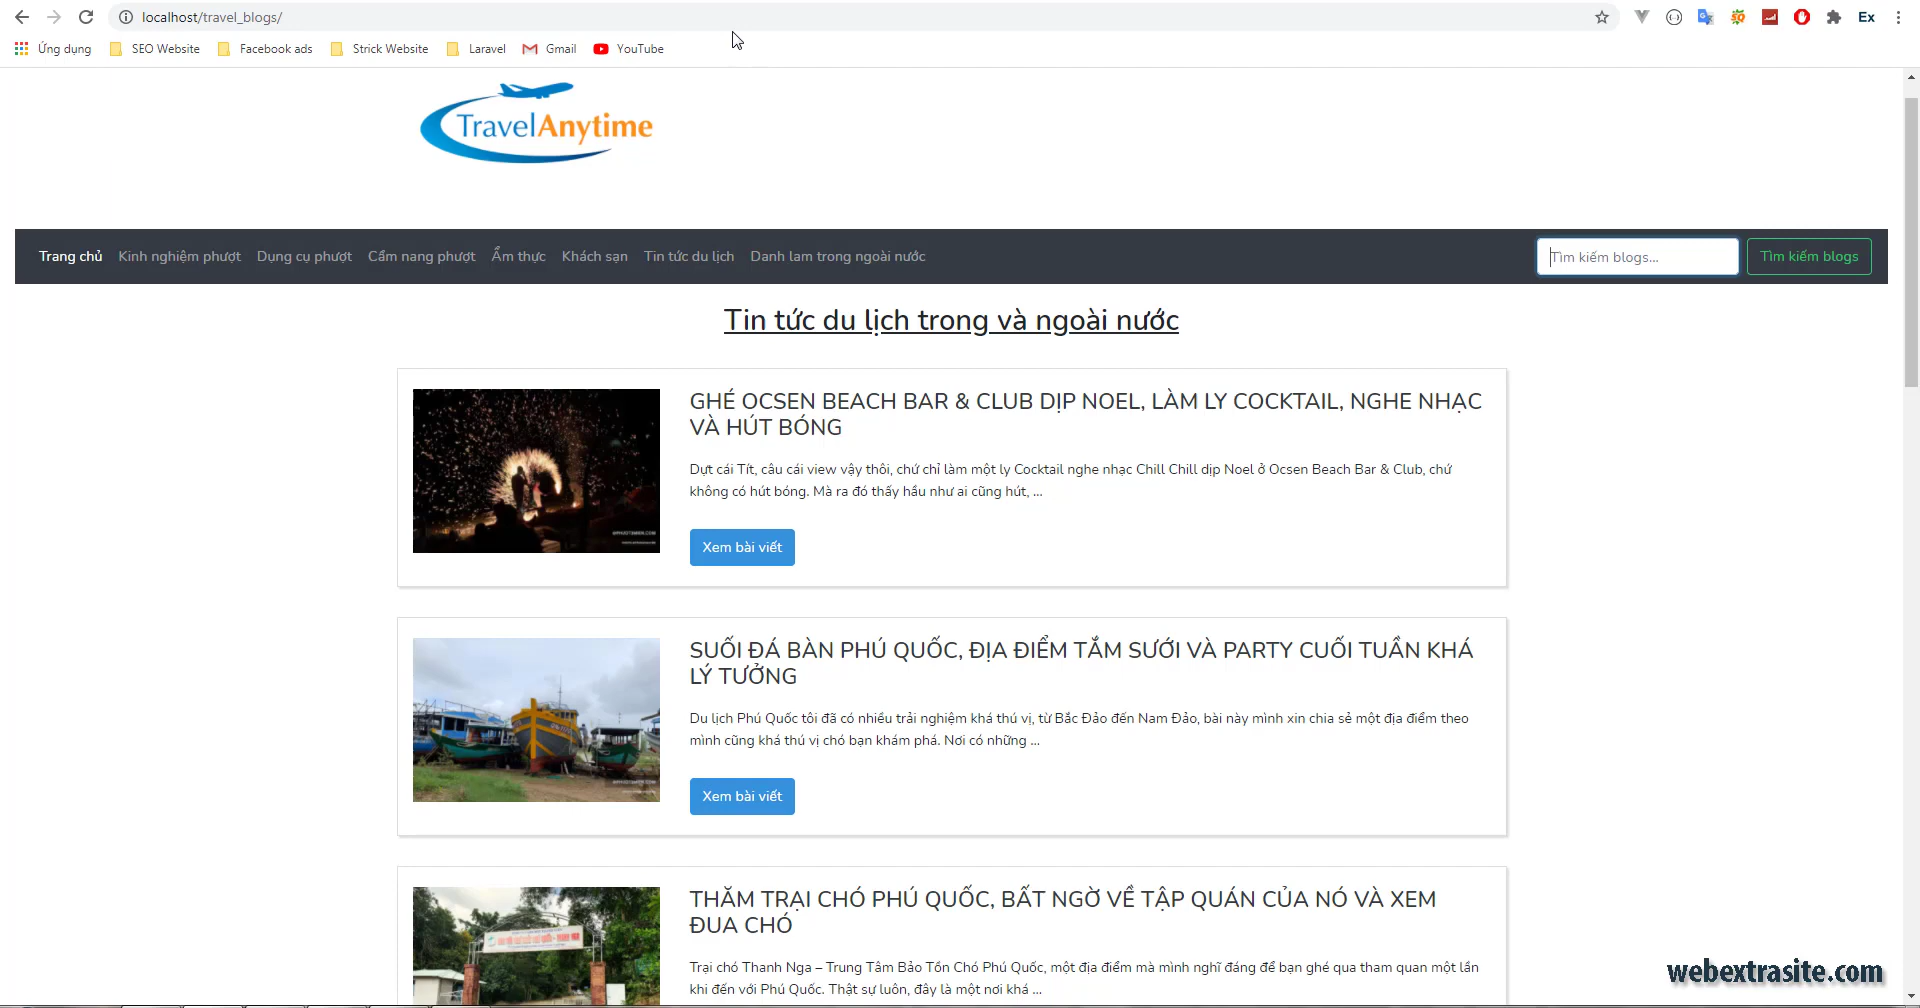 localhost/travel_blogs/
Ex
Ứng dụng SEO Website Facebook ads Strick Website Laravel Gmail YouTube
TravelAnytime
Trang chủ Kinh nghiệm phượt Dụng cụ phượt Cẩm nang phượt Ẩm thực Khách sạn Tin tức du lịch Danh lam trong ngoài nước Tìm kiếm blogs... Tìm kiếm blogs
Tin tức du lịch trong và ngoài nước
GHÉ OCSEN BEACH BAR & CLUB DỊP NOEL, LÀM LY COCKTAIL, NGHE NHẠC
VÀ HÚT BÓNG
Dựt cái Tít, câu cái view vậy thôi, chứ chỉ làm một ly Cocktail nghe nhạc Chill Chill dịp Noel ở Ocsen Beach Bar & Club, chứ
không có hút bóng. Mà ra đó thấy hầu như ai cũng hút, ...
Xem bài viết
SUỐI ĐÁ BÀN PHÚ QUỐC, ĐỊA ĐIỂM TẮM SƯỚI VÀ PARTY CUỐI TUẦN KHÁ
LÝ TƯỞNG
Du lịch Phú Quốc tôi đã có nhiều trải nghiệm khá thú vị, từ Bắc Đảo đến Nam Đảo, bài này mình xin chia sẻ một địa điểm theo
mình cũng khá thú vị chó bạn khám phá. Nơi có những ...
Xem bài viết
THĂM TRẠI CHÓ PHÚ QUỐC, BẤT NGỜ VỀ TẬP QUÁN CỦA NÓ VÀ XEM
ĐUA CHÓ
Trại chó Thanh Nga – Trung Tâm Bảo Tồn Chó Phú Quốc, một địa điểm mà mình nghĩ đáng để bạn ghé qua tham quan một lần
khi đến với Phú Quốc. Thật sự luôn, đây là một nơi khá ...
webextrasite.com